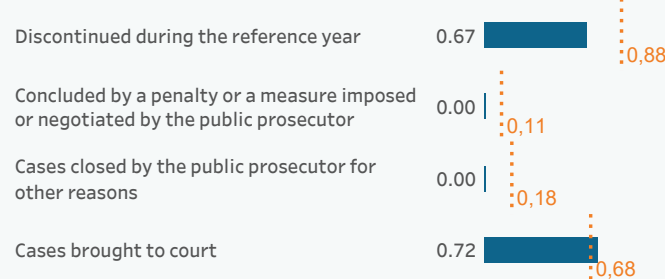 Discontinued during the reference year 0.67
0,88
Concluded by a penalty or a measure imposed
or negotiated by the public prosecutor 0.00
0,11
Cases closed by the public prosecutor for
other reasons 0.00
0,18
Cases brought to court 0.72
0,68